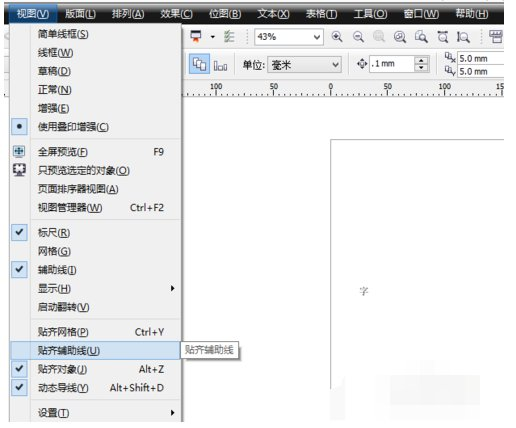 视图(V) 版面(L) 排列(A) 效果(C) 位图(B) 文本(X) 表格(T) 工具(O) 窗口(W) 帮助(H)
43%
单位: 毫米 .1 mm 5.0 mm
5.0 mm
100 50 0 50 100 15
简单线框(S)
线框(W)
草稿(D)
正常(N)
增强(E)
使用叠印增强(C)
全屏预览(F) F9
只预览选定的对象(O)
页面排序器视图(A)
视图管理器(W) Ctrl+F2
标尺(R)
网格(G)
辅助线(I)
显示(H)
启动翻转(V)
贴齐网格(P) Ctrl+Y
贴齐辅助线(U)
贴齐辅助线
贴齐对象(J) Alt+Z
动态导线(Y) Alt+Shift+D
设置(T)
字